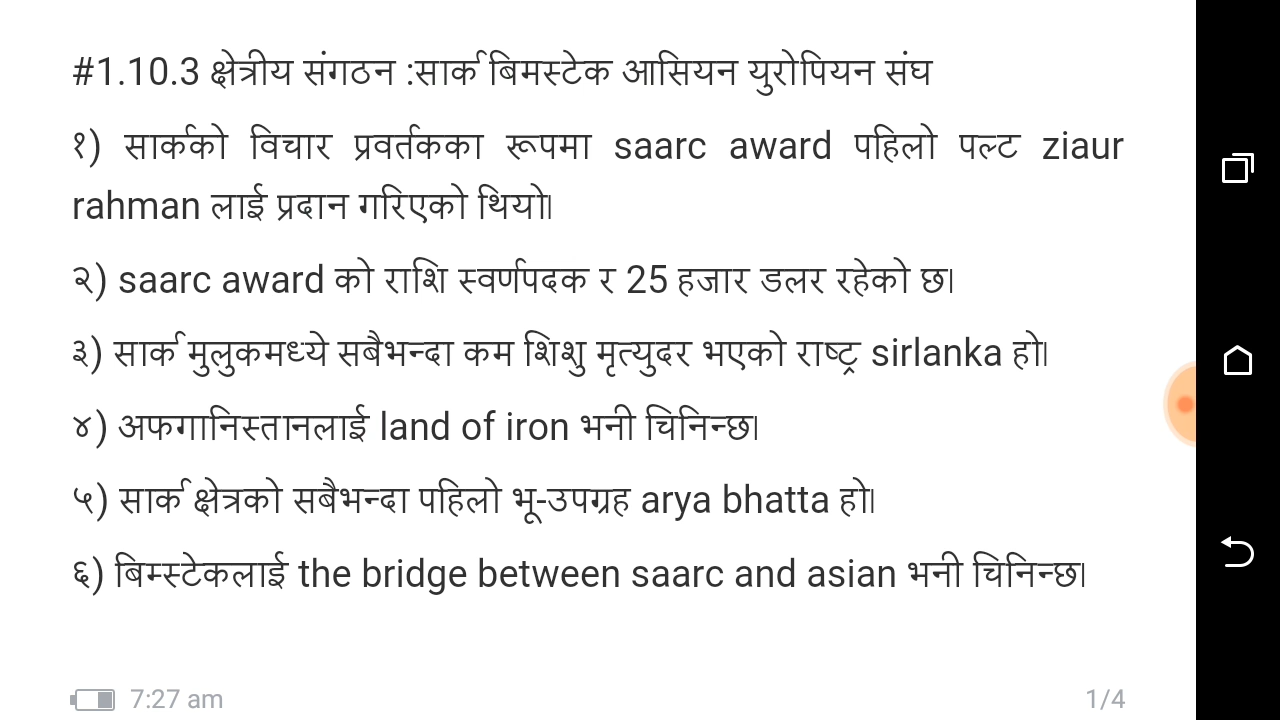 #1.10.3 क्षेत्रीय संगठन :सार्क बिमस्टेक आसियन युरोपियन संघ
१) सार्कको विचार प्रवर्तकका रूपमा saarc award पहिलो पल्ट ziaur
rahman लाई प्रदान गरिएको थियो।
२) saarc award को राशि स्वर्णपदक र 25 हजार डलर रहेको छ।
३) सार्क मुलुकमध्ये सबैभन्दा कम शिशु मृत्युदर भएको राष्ट्र sirlanka हो।
४) अफगानिस्तानलाई land of iron भनी चिनिन्छ।
५) सार्क क्षेत्रको सबैभन्दा पहिलो भू-उपग्रह arya bhatta हो।
६) बिम्स्टेकलाई the bridge between saarc and asian भनी चिनिन्छ।
7:27 am 1/4